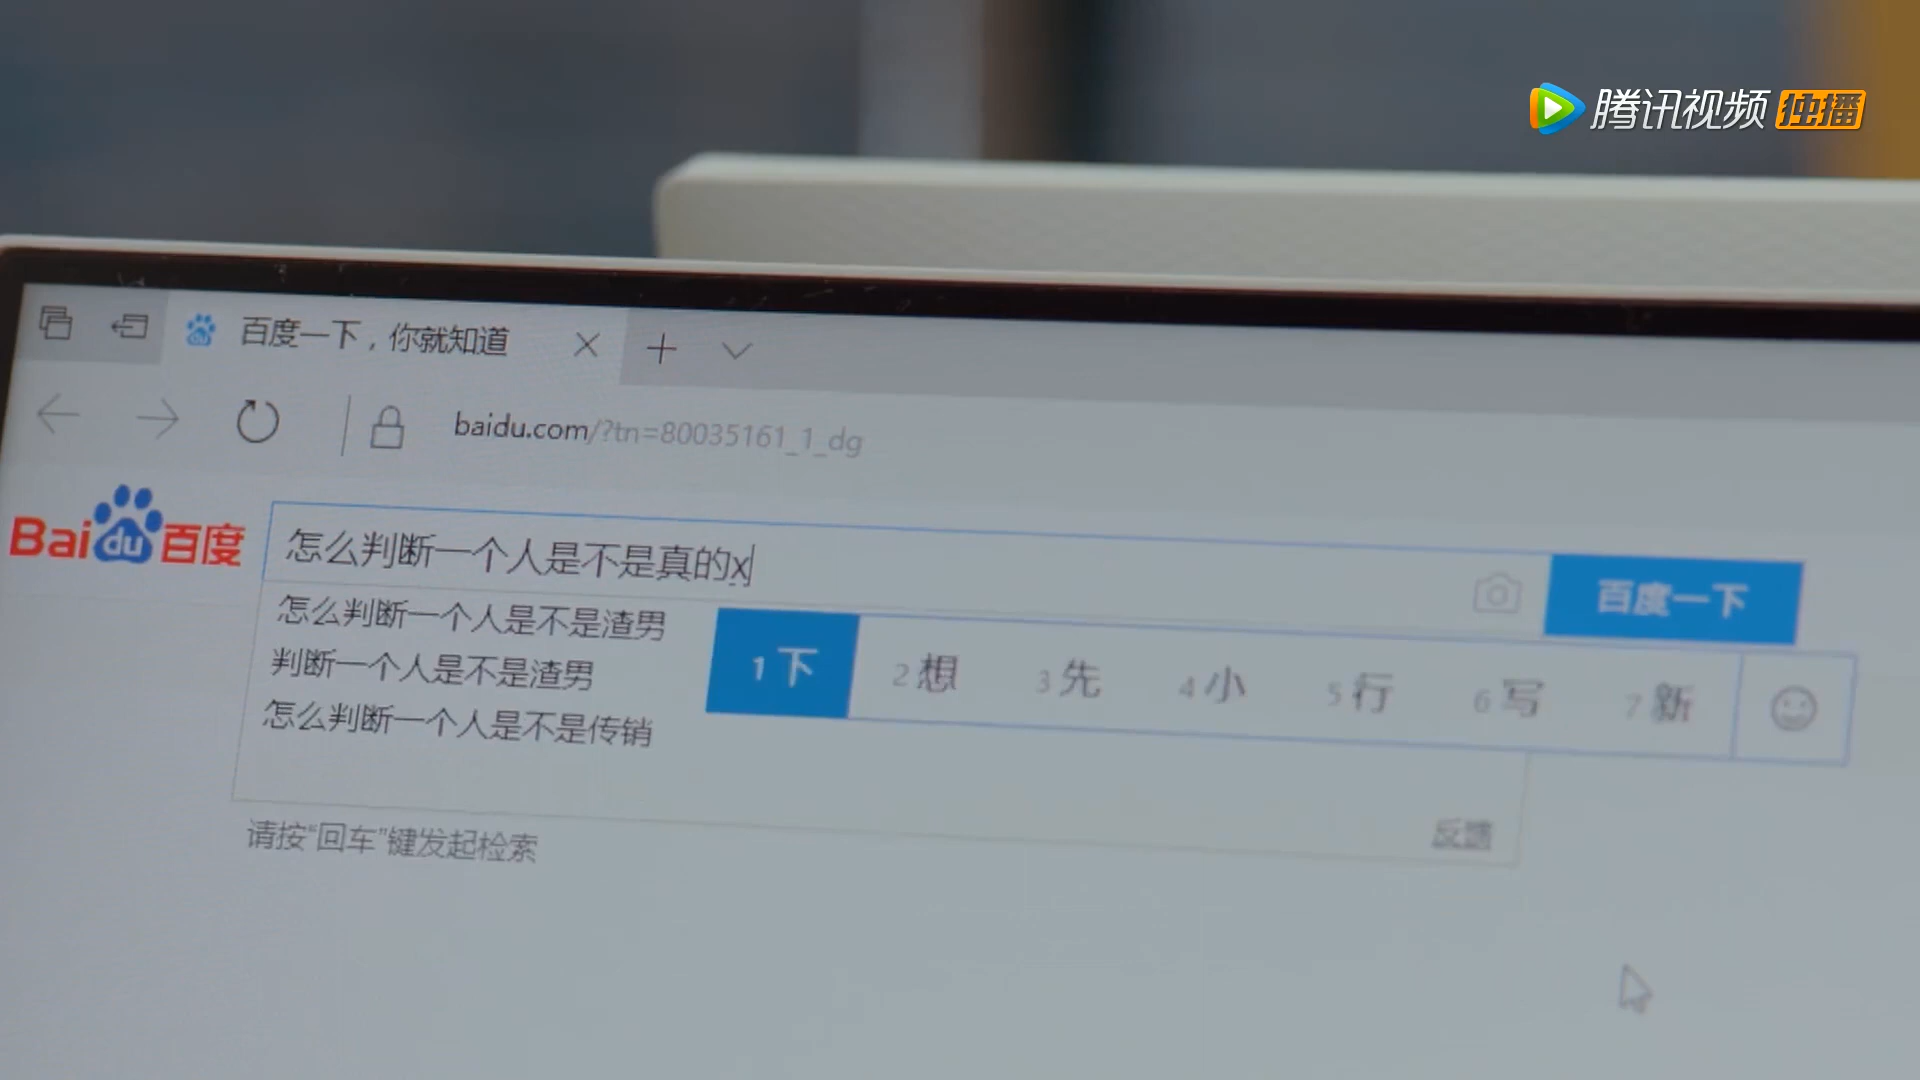 腾讯视频 独播
百度一下，你就知道
baidu.com/?tn=80035161_1_dg
Bai du 百度
怎么判断一个人是不是真的x
百度一下
怎么判断一个人是不是渣男
判断一个人是不是渣男
怎么判断一个人是不是传销
1 下 2 想 3 先 4 小 5 行 6 写 7 新
反馈
请按“回车”键发起检索